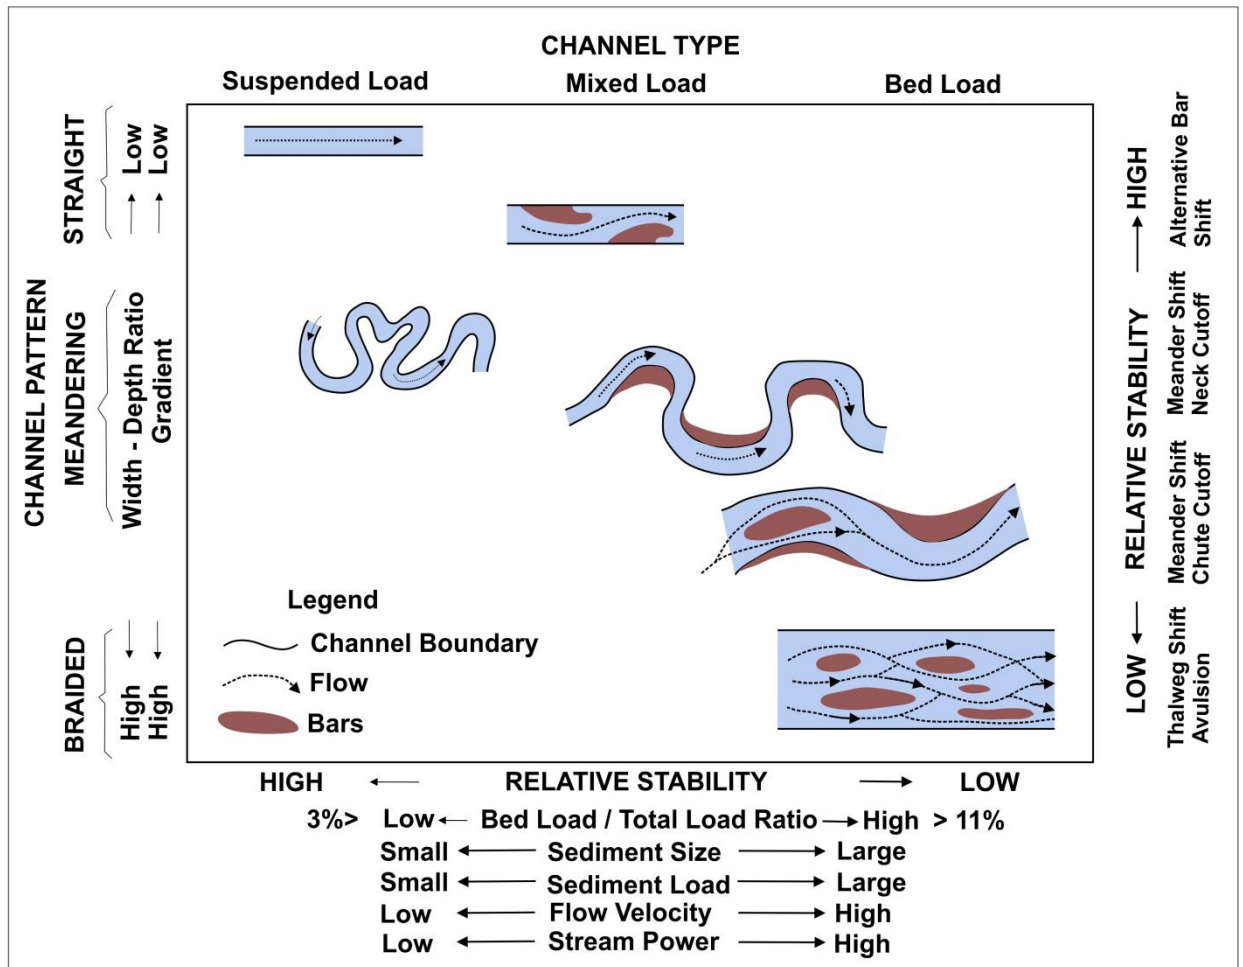 CHANNEL TYPE
Suspended Load
Mixed Load
Bed Load
CHANNEL PATTERN
STRAIGHT
MEANDERING
BRAIDED
Low
Low
Width - Depth Ratio
Gradient
High
High
HIGH
RELATIVE STABILITY
LOW
Alternative Bar
Shift
Meander Shift
Neck Cutoff
Meander Shift
Chute Cutoff
Thalweg Shift
Avulsion
Legend
Channel Boundary
Flow
Bars
HIGH RELATIVE STABILITY LOW
3%> Low Bed Load / Total Load Ratio High > 11%
Small Sediment Size Large
Small Sediment Load Large
Low Flow Velocity High
Low Stream Power High